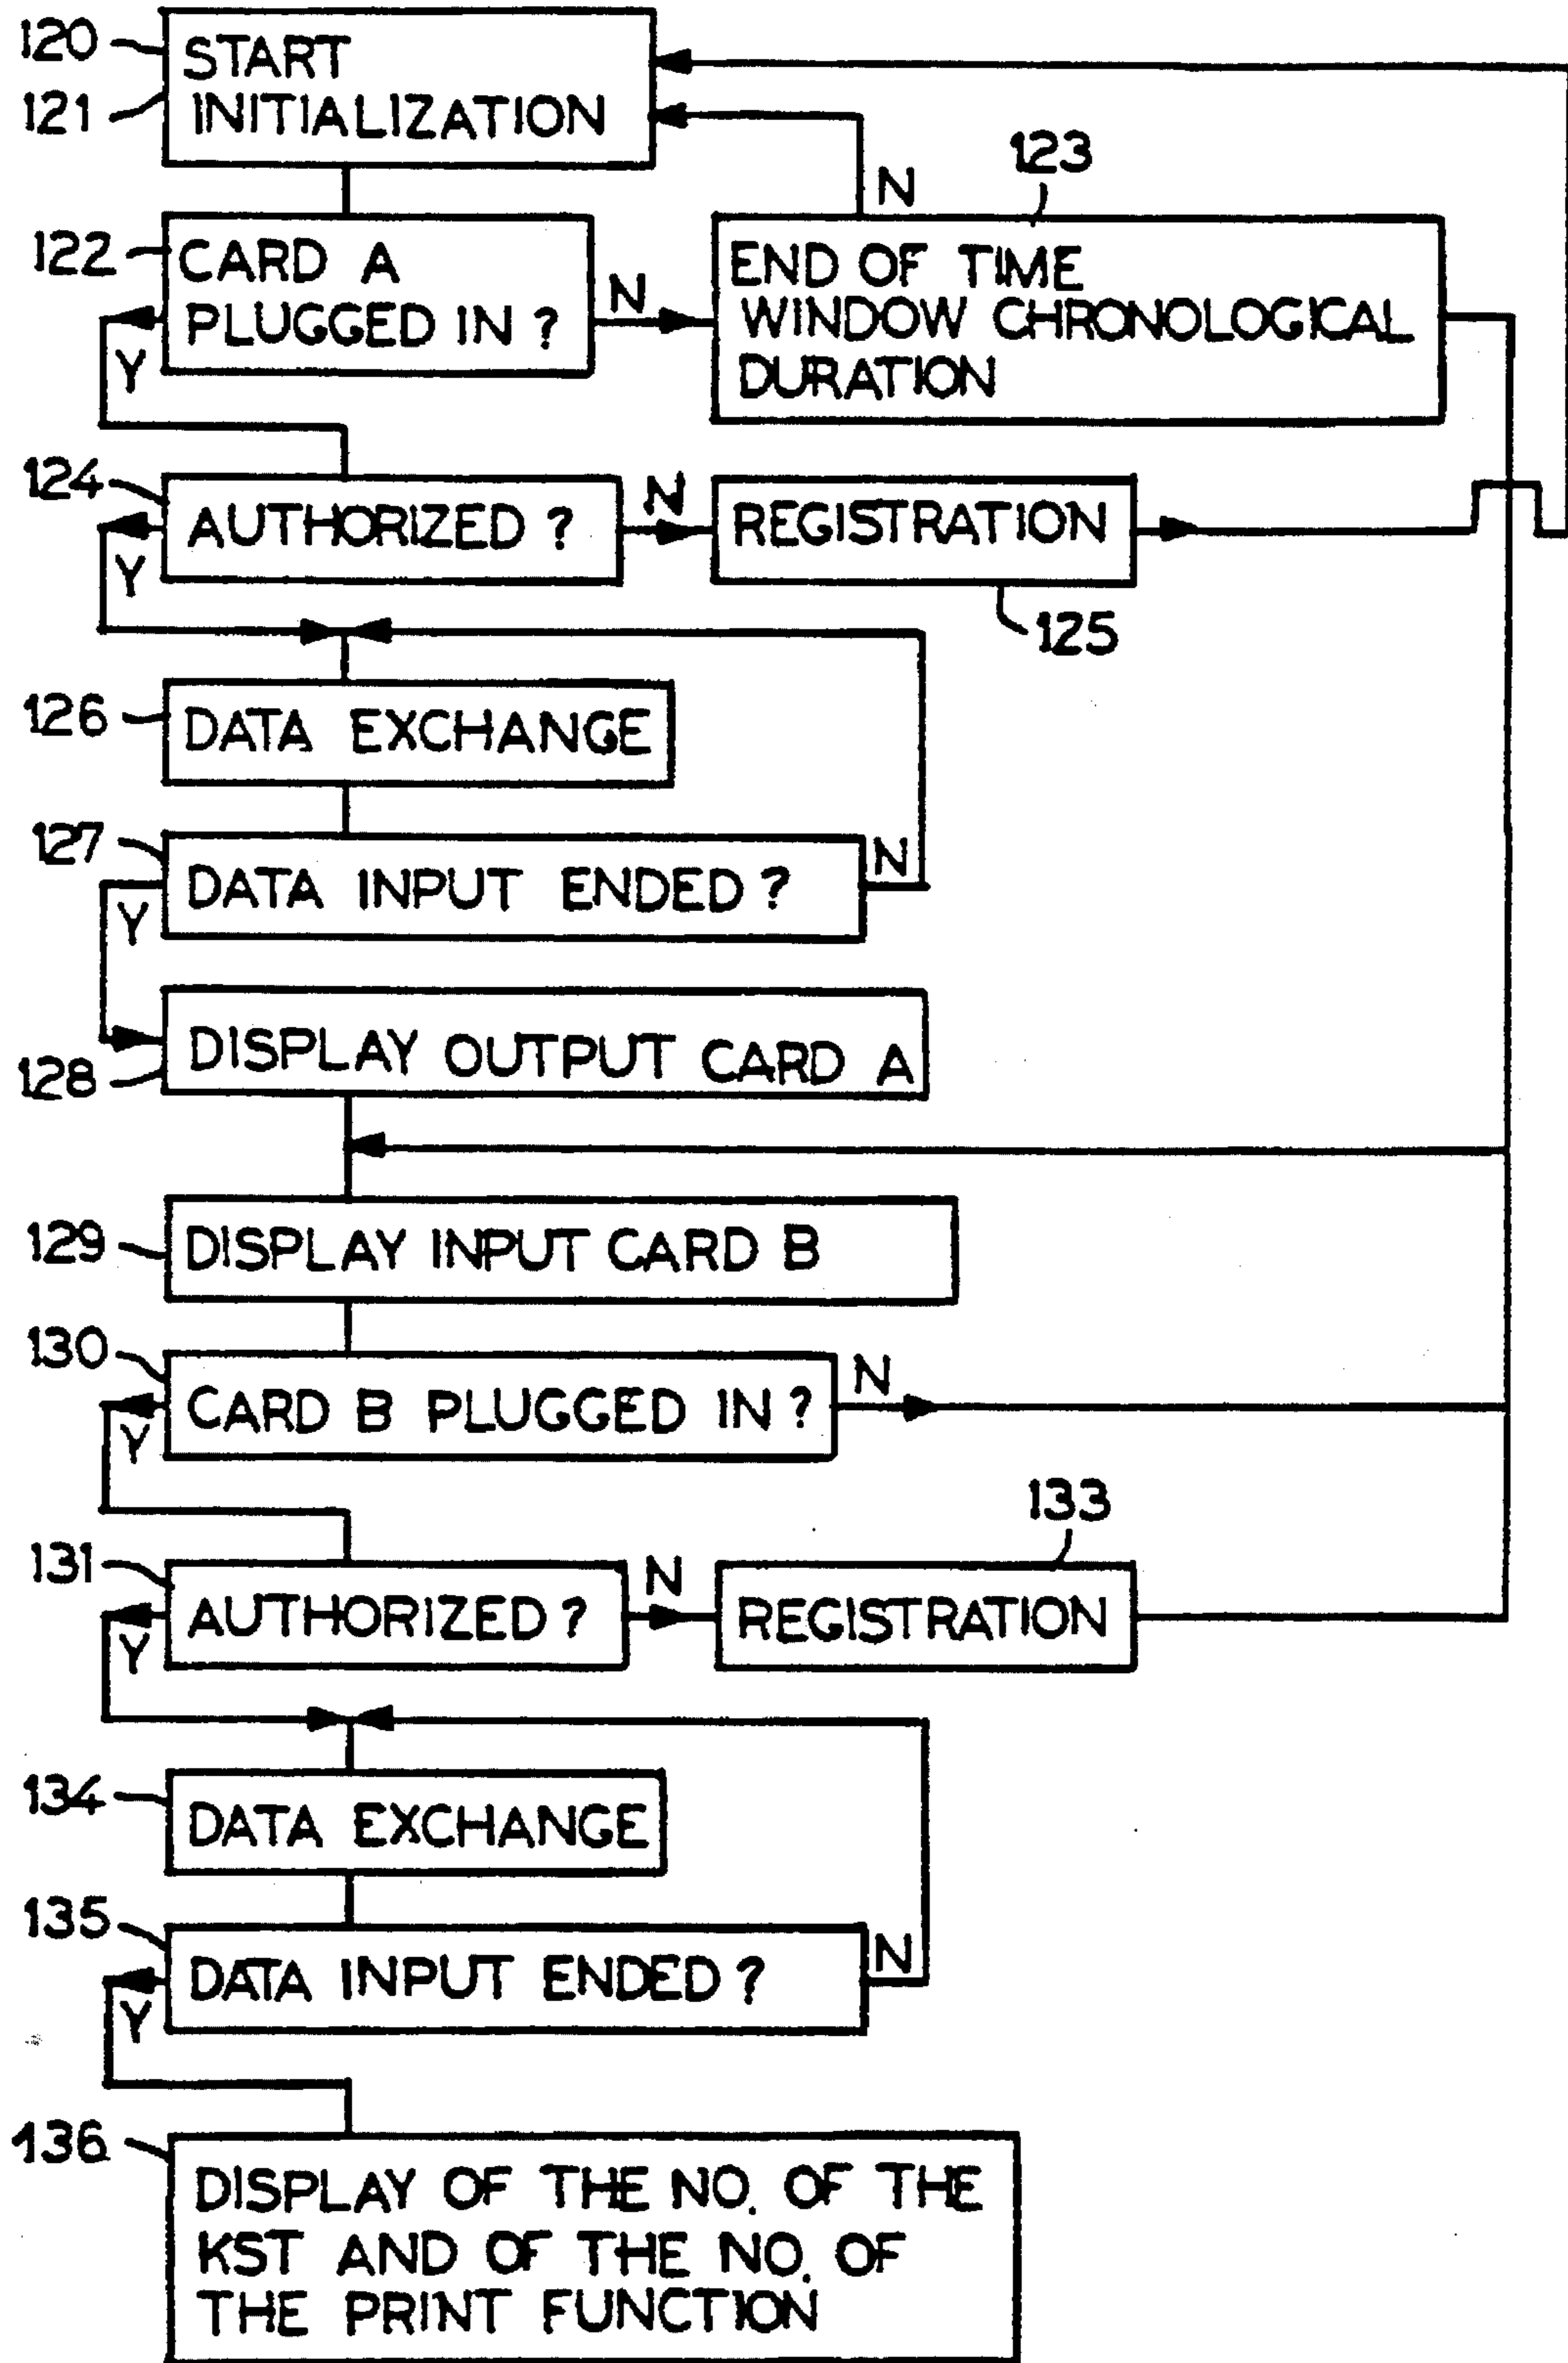 120
START
121
INITIALIZATION
123
N
122
CARD A
PLUGGED IN ?
N
Y
END OF TIME
WINDOW CHRONOLOGICAL
DURATION
124
AUTHORIZED ?
N
Y
REGISTRATION
125
126
DATA EXCHANGE
127
DATA INPUT ENDED ?
N
Y
128
DISPLAY OUTPUT CARD A
129
DISPLAY INPUT CARD B
130
CARD B PLUGGED IN ?
N
Y
133
131
AUTHORIZED ?
N
Y
REGISTRATION
134
DATA EXCHANGE
135
DATA INPUT ENDED ?
N
Y
136
DISPLAY OF THE NO. OF THE
KST AND OF THE NO. OF
THE PRINT FUNCTION